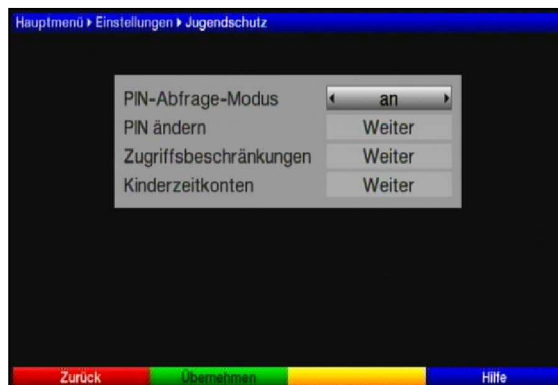 Hauptmenü ▸ Einstellungen ▸ Jugendschutz
PIN-Abfrage-Modus an
PIN ändern Weiter
Zugriffsbeschränkungen Weiter
Kinderzeitkonten Weiter
Zurück Übernehmen Hilfe